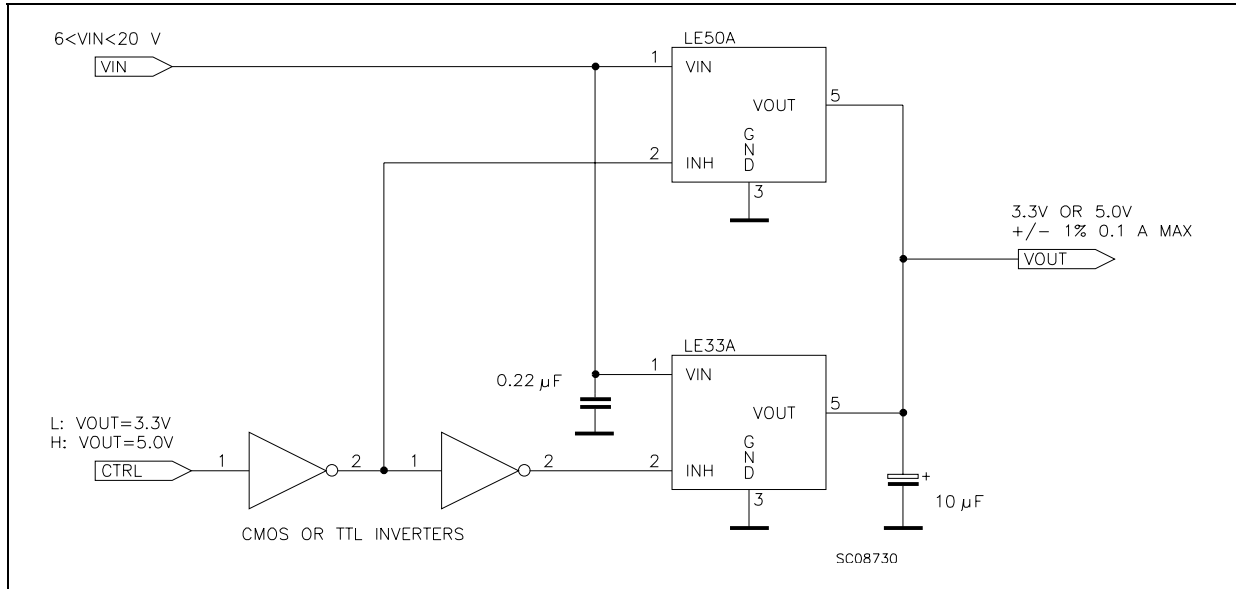 6<VIN<20 V
VIN
LE50A
1
VIN
VOUT
5
2
INH
GND
3
3.3V OR 5.0V
+/- 1% 0.1 A MAX
VOUT
LE33A
1
VIN
0.22 µF
VOUT
5
L: VOUT=3.3V
H: VOUT=5.0V
CTRL
1
2
1
2
2
INH
GND
3
+
10 µF
CMOS OR TTL INVERTERS
SC08730